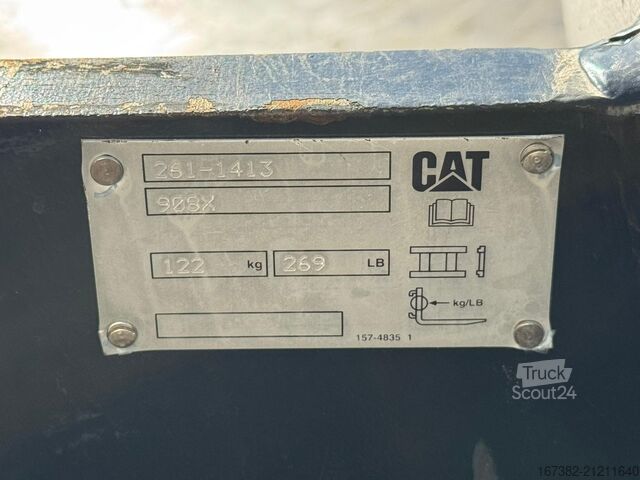 261-1413
CAT
908X
122 kg 269 LB
kg/LB
157-4835 1
Truck
Scout24
167382-21211640